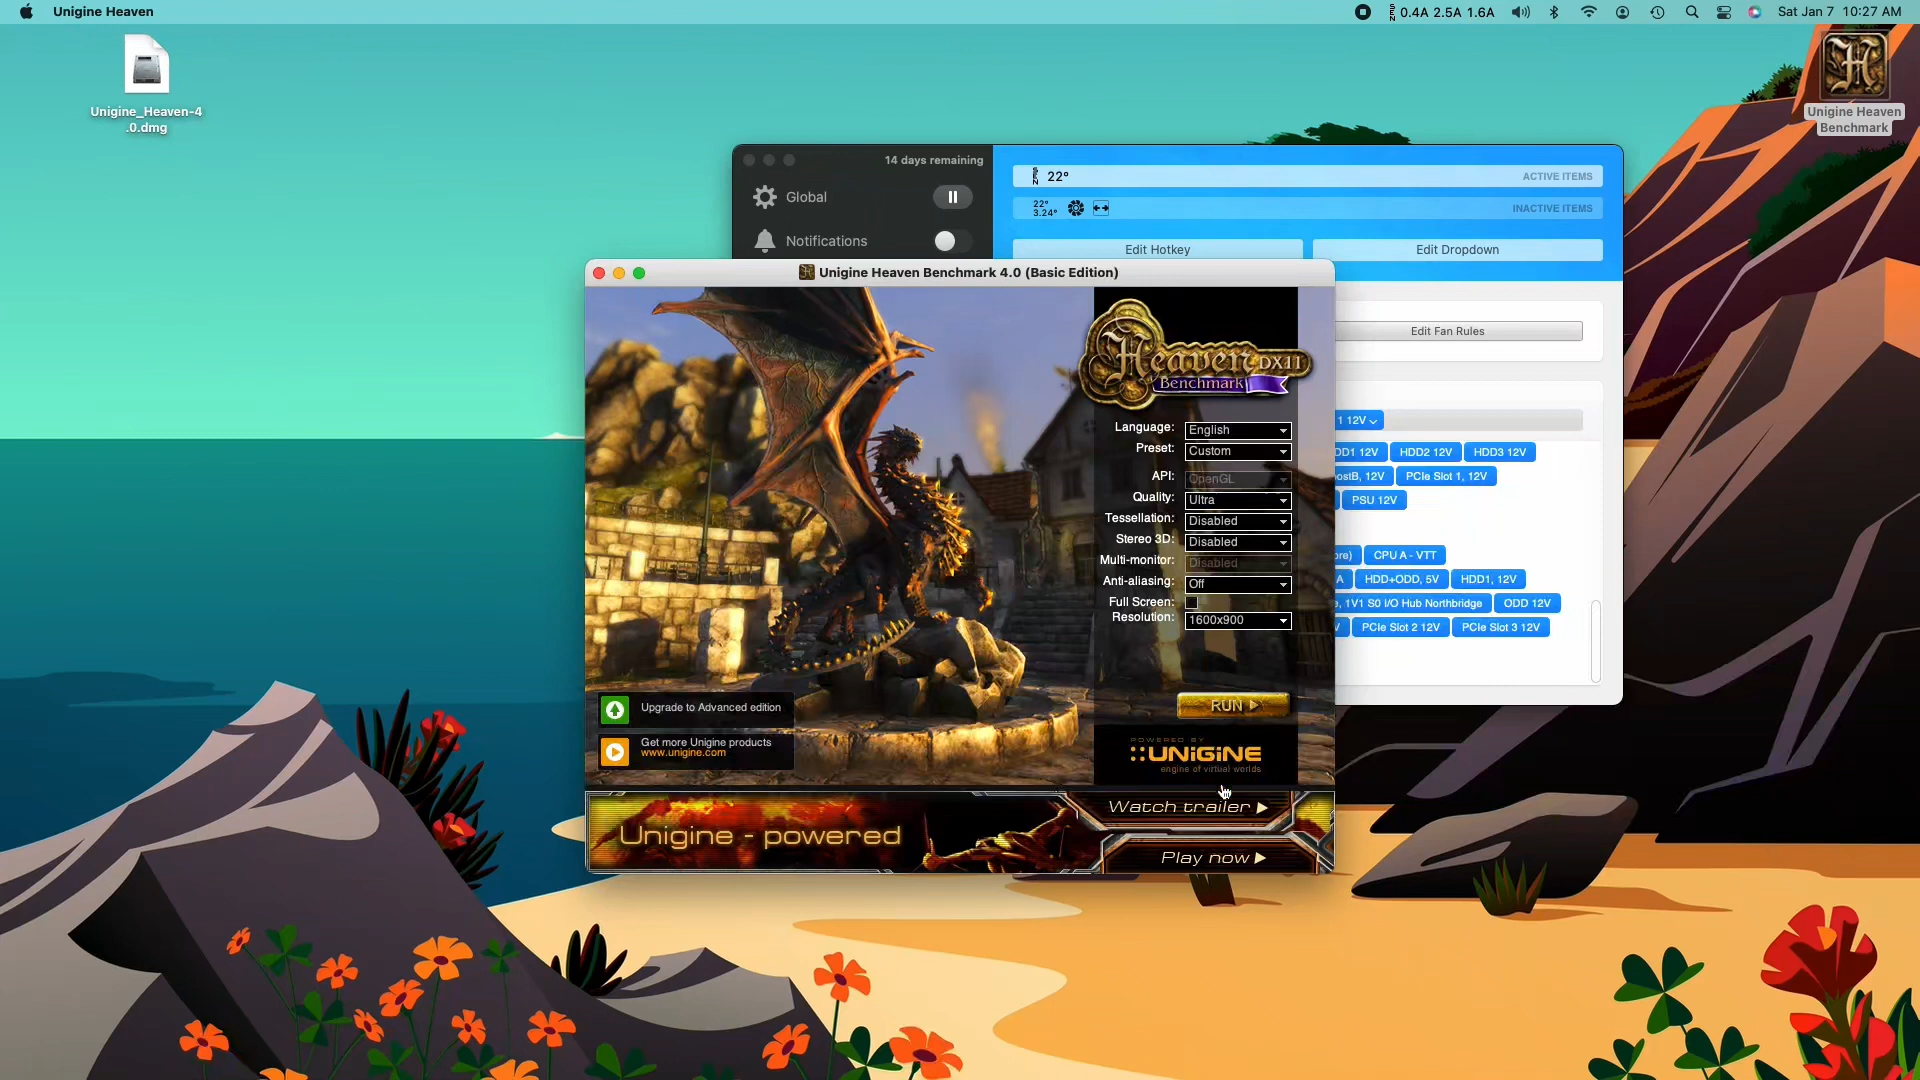 Unigine Heaven
SEN 0.4A 2.5A 1.6A
Sat Jan 7 10:27 AM
Unigine_Heaven-4
.0.dmg
Unigine Heaven
Benchmark
14 days remaining
Global
Notifications
SEN 22°
ACTIVE ITEMS
22°
3.24°
INACTIVE ITEMS
Edit Hotkey
Edit Dropdown
Unigine Heaven Benchmark 4.0 (Basic Edition)
Edit Fan Rules
Heaven DX11
Benchmark
Language: English
Preset: Custom
API: OpenGL
Quality: Ultra
Tessellation: Disabled
Stereo 3D: Disabled
Multi-monitor: Disabled
Anti-aliasing: Off
Full Screen:
Resolution: 1600x900
RUN
1 12V
DD1 12V HDD2 12V HDD3 12V
ostB, 12V PCIe Slot 1, 12V
PSU 12V
ore) CPU A - VTT
A HDD+ODD, 5V HDD1, 12V
e, 1V1 S0 I/O Hub Northbridge ODD 12V
V PCIe Slot 2 12V PCIe Slot 3 12V
Upgrade to Advanced edition
Get more Unigine products
www.unigine.com
POWERED BY
UNiGiNE
engine of virtual worlds
Unigine - powered
Watch trailer
Play now